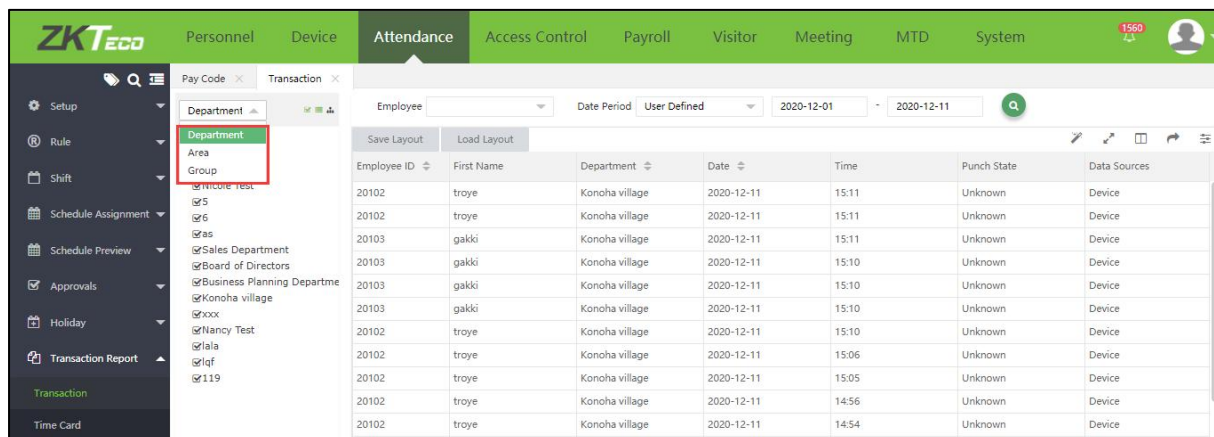 ZKTeco Personnel Device Attendance Access Control Payroll Visitor Meeting MTD System 1560
Pay Code × Transaction ×
Setup
Rule
Shift
Schedule Assignment
Schedule Preview
Approvals
Holiday
Transaction Report
Transaction
Time Card
Department
Department
Area
Group
Nicole Test
5
6
as
Sales Department
Board of Directors
Business Planning Departme
Konoha village
xxx
Nancy Test
lala
lqf
119
Employee Date Period User Defined 2020-12-01 - 2020-12-11
Save Layout Load Layout
Employee ID First Name Department Date Time Punch State Data Sources
20102 troye Konoha village 2020-12-11 15:11 Unknown Device
20102 troye Konoha village 2020-12-11 15:11 Unknown Device
20103 gakki Konoha village 2020-12-11 15:11 Unknown Device
20103 gakki Konoha village 2020-12-11 15:10 Unknown Device
20103 gakki Konoha village 2020-12-11 15:10 Unknown Device
20103 gakki Konoha village 2020-12-11 15:10 Unknown Device
20102 troye Konoha village 2020-12-11 15:10 Unknown Device
20102 troye Konoha village 2020-12-11 15:06 Unknown Device
20102 troye Konoha village 2020-12-11 15:05 Unknown Device
20102 troye Konoha village 2020-12-11 14:56 Unknown Device
20102 troye Konoha village 2020-12-11 14:54 Unknown Device